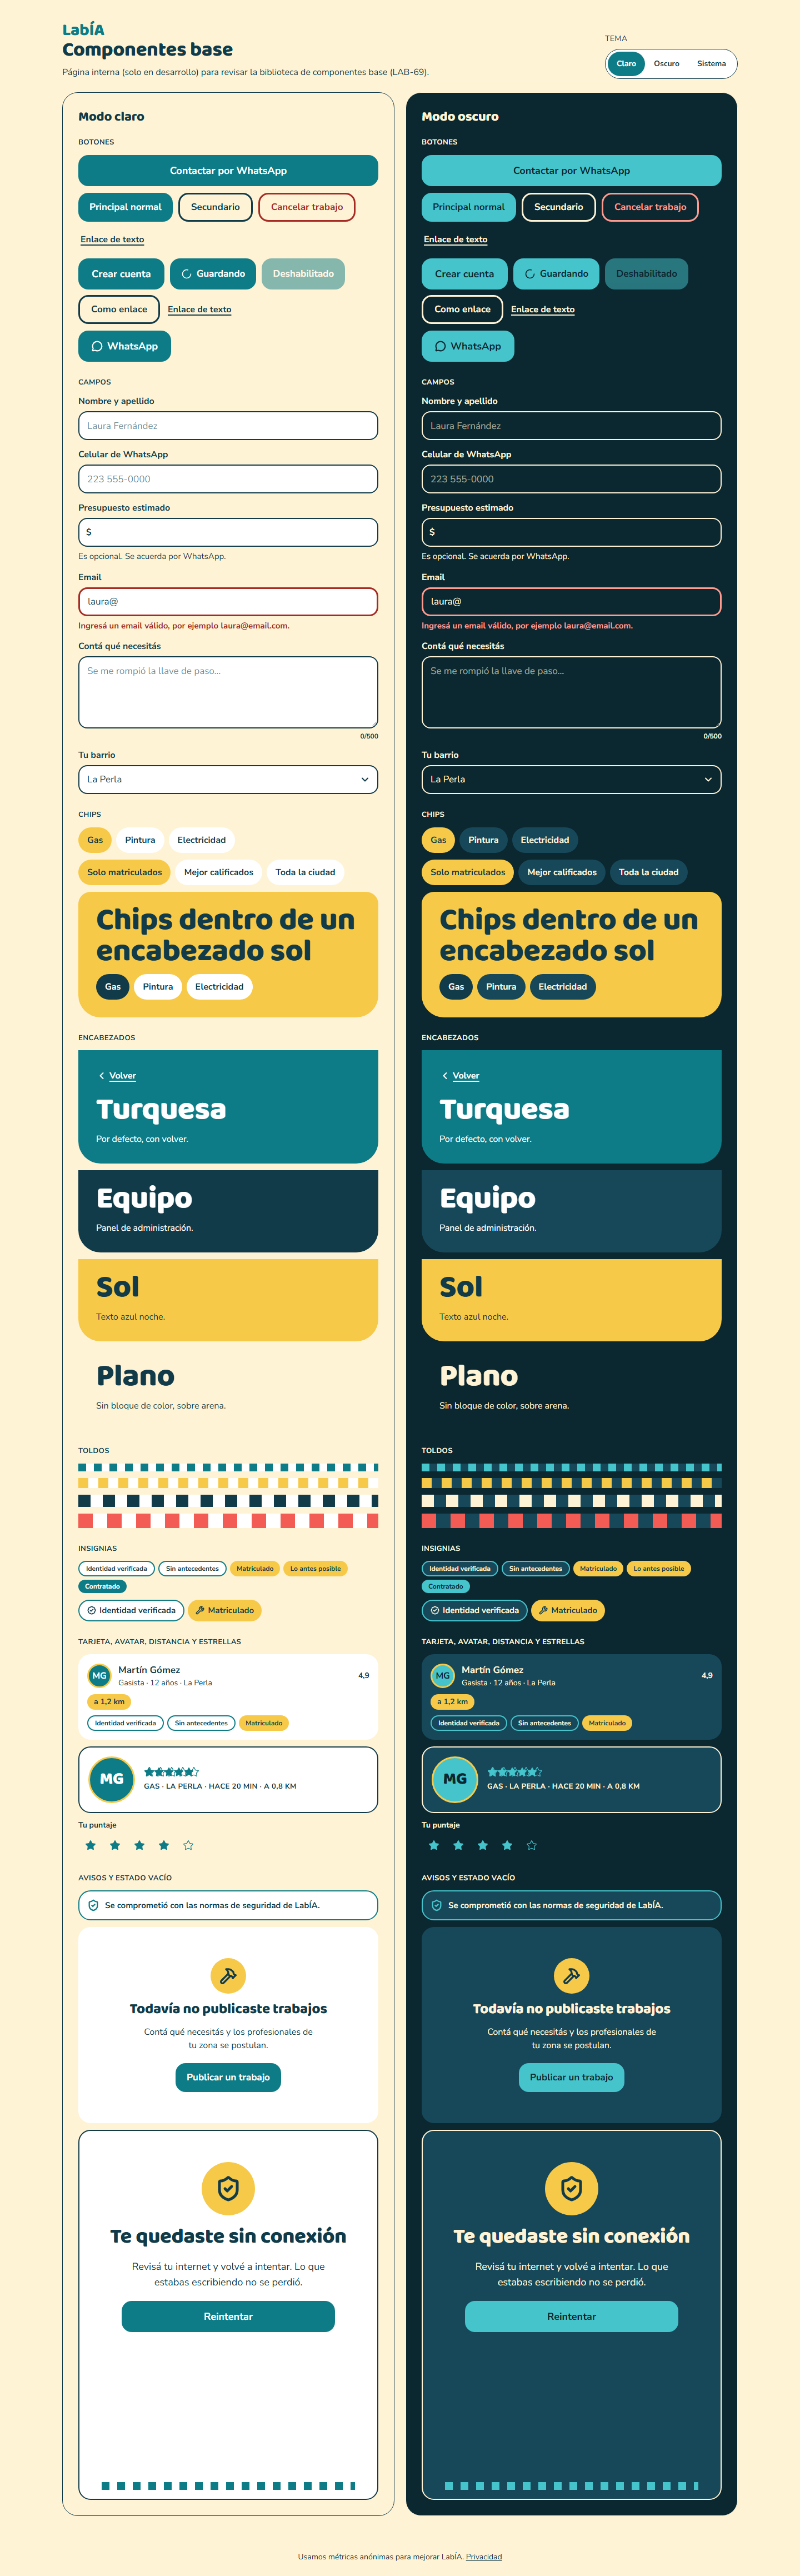 LabÍA
Componentes base
Página interna (solo en desarrollo) para revisar la biblioteca de componentes base (LAB-69).
TEMA
Claro Oscuro Sistema
Modo claro
BOTONES
Contactar por WhatsApp
Principal normal Secundario Cancelar trabajo
Enlace de texto
Crear cuenta Guardando Deshabilitado
Como enlace Enlace de texto
WhatsApp
CAMPOS
Nombre y apellido
Laura Fernández
Celular de WhatsApp
223 555-0000
Presupuesto estimado
$
Es opcional. Se acuerda por WhatsApp.
Email
laura@
Ingresá un email válido, por ejemplo laura@email.com.
Contá qué necesitás
Se me rompió la llave de paso...
0/500
Tu barrio
La Perla
CHIPS
Gas Pintura Electricidad
Solo matriculados Mejor calificados Toda la ciudad
Chips dentro de un
encabezado sol
Gas Pintura Electricidad
ENCABEZADOS
Volver
Turquesa
Por defecto, con volver.
Equipo
Panel de administración.
Sol
Texto azul noche.
Plano
Sin bloque de color, sobre arena.
TOLDOS
INSIGNIAS
Identidad verificada Sin antecedentes Matriculado Lo antes posible
Contratado
Identidad verificada Matriculado
TARJETA, AVATAR, DISTANCIA Y ESTRELLAS
MG Martín Gómez 4,9
Gasista · 12 años · La Perla
a 1,2 km
Identidad verificada Sin antecedentes Matriculado
MG
GAS · LA PERLA · HACE 20 MIN · A 0,8 KM
Tu puntaje
AVISOS Y ESTADO VACÍO
Se comprometió con las normas de seguridad de LabÍA.
Todavía no publicaste trabajos
Contá qué necesitás y los profesionales de
tu zona se postulan.
Publicar un trabajo
Te quedaste sin conexión
Revisá tu internet y volvé a intentar. Lo que
estabas escribiendo no se perdió.
Reintentar
Modo oscuro
BOTONES
Contactar por WhatsApp
Principal normal Secundario Cancelar trabajo
Enlace de texto
Crear cuenta Guardando Deshabilitado
Como enlace Enlace de texto
WhatsApp
CAMPOS
Nombre y apellido
Laura Fernández
Celular de WhatsApp
223 555-0000
Presupuesto estimado
$
Es opcional. Se acuerda por WhatsApp.
Email
laura@
Ingresá un email válido, por ejemplo laura@email.com.
Contá qué necesitás
Se me rompió la llave de paso...
0/500
Tu barrio
La Perla
CHIPS
Gas Pintura Electricidad
Solo matriculados Mejor calificados Toda la ciudad
Chips dentro de un
encabezado sol
Gas Pintura Electricidad
ENCABEZADOS
Volver
Turquesa
Por defecto, con volver.
Equipo
Panel de administración.
Sol
Texto azul noche.
Plano
Sin bloque de color, sobre arena.
TOLDOS
INSIGNIAS
Identidad verificada Sin antecedentes Matriculado Lo antes posible
Contratado
Identidad verificada Matriculado
TARJETA, AVATAR, DISTANCIA Y ESTRELLAS
MG Martín Gómez 4,9
Gasista · 12 años · La Perla
a 1,2 km
Identidad verificada Sin antecedentes Matriculado
MG
GAS · LA PERLA · HACE 20 MIN · A 0,8 KM
Tu puntaje
AVISOS Y ESTADO VACÍO
Se comprometió con las normas de seguridad de LabÍA.
Todavía no publicaste trabajos
Contá qué necesitás y los profesionales de
tu zona se postulan.
Publicar un trabajo
Te quedaste sin conexión
Revisá tu internet y volvé a intentar. Lo que
estabas escribiendo no se perdió.
Reintentar
Usamos métricas anónimas para mejorar LabÍA. Privacidad